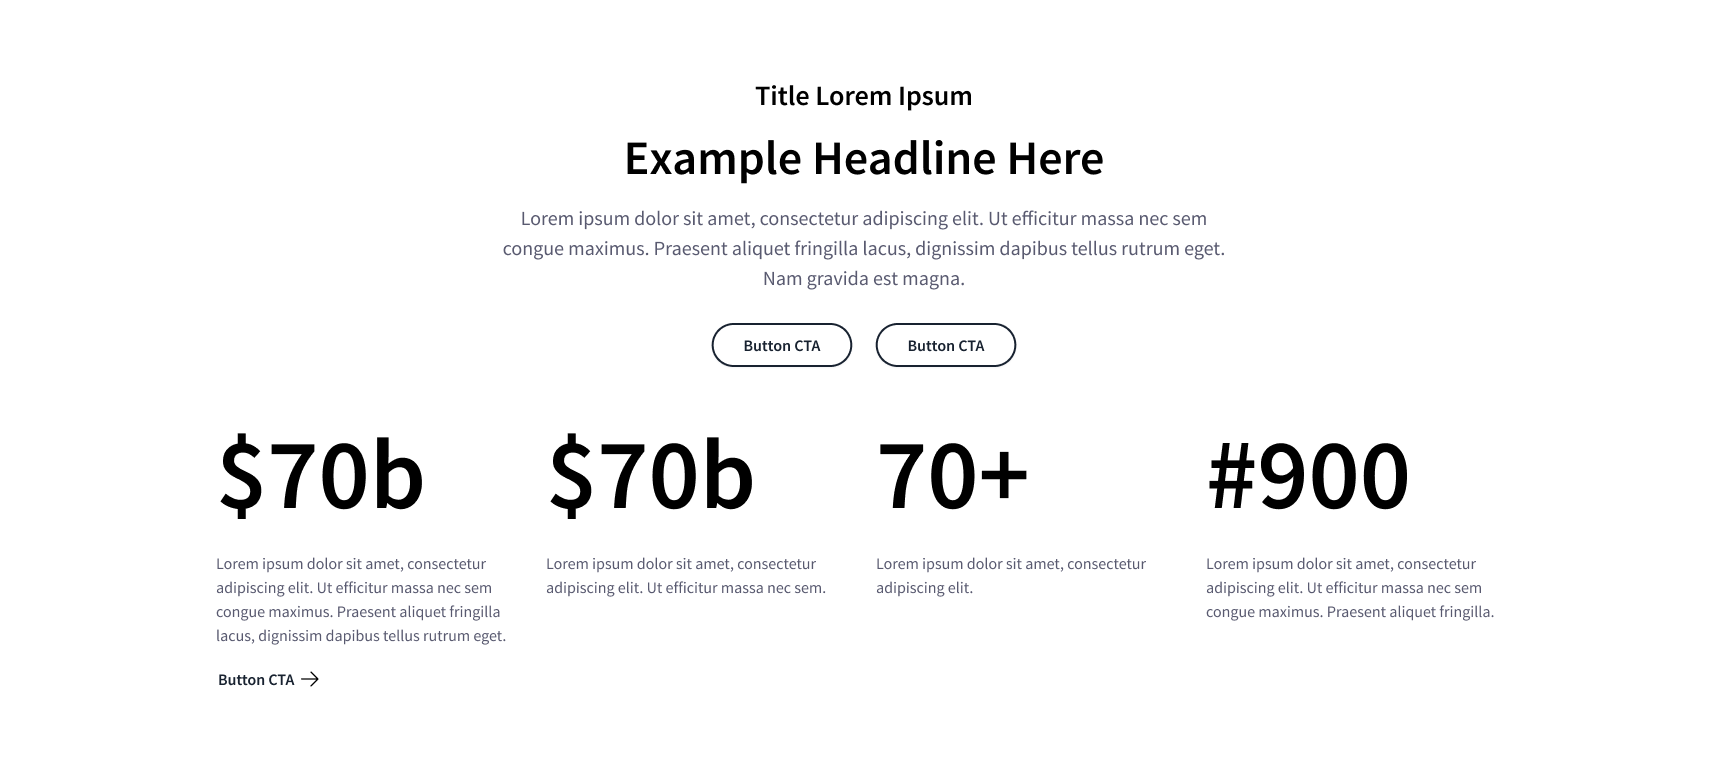 Title Lorem Ipsum
Example Headline Here
Lorem ipsum dolor sit amet, consectetur adipiscing elit. Ut efficitur massa nec sem
congue maximus. Praesent aliquet fringilla lacus, dignissim dapibus tellus rutrum eget.
Nam gravida est magna.
Button CTA
Button CTA
$70b
Lorem ipsum dolor sit amet, consectetur
adipiscing elit. Ut efficitur massa nec sem
congue maximus. Praesent aliquet fringilla
lacus, dignissim dapibus tellus rutrum eget.
Button CTA
$70b
Lorem ipsum dolor sit amet, consectetur
adipiscing elit. Ut efficitur massa nec sem.
70+
Lorem ipsum dolor sit amet, consectetur
adipiscing elit.
#900
Lorem ipsum dolor sit amet, consectetur
adipiscing elit. Ut efficitur massa nec sem
congue maximus. Praesent aliquet fringilla.